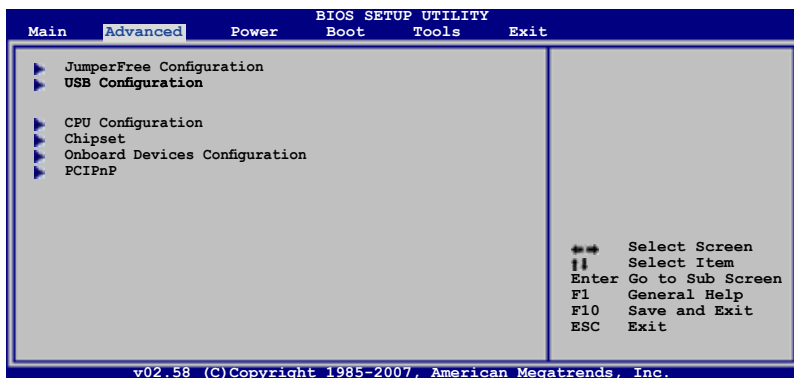 BIOS SETUP UTILITY
Main Advanced Power Boot Tools Exit
JumperFree Configuration
USB Configuration
CPU Configuration
Chipset
Onboard Devices Configuration
PCIPnP
Select Screen
Select Item
Enter Go to Sub Screen
F1 General Help
F10 Save and Exit
ESC Exit
v02.58 (C)Copyright 1985-2007, American Megatrends, Inc.